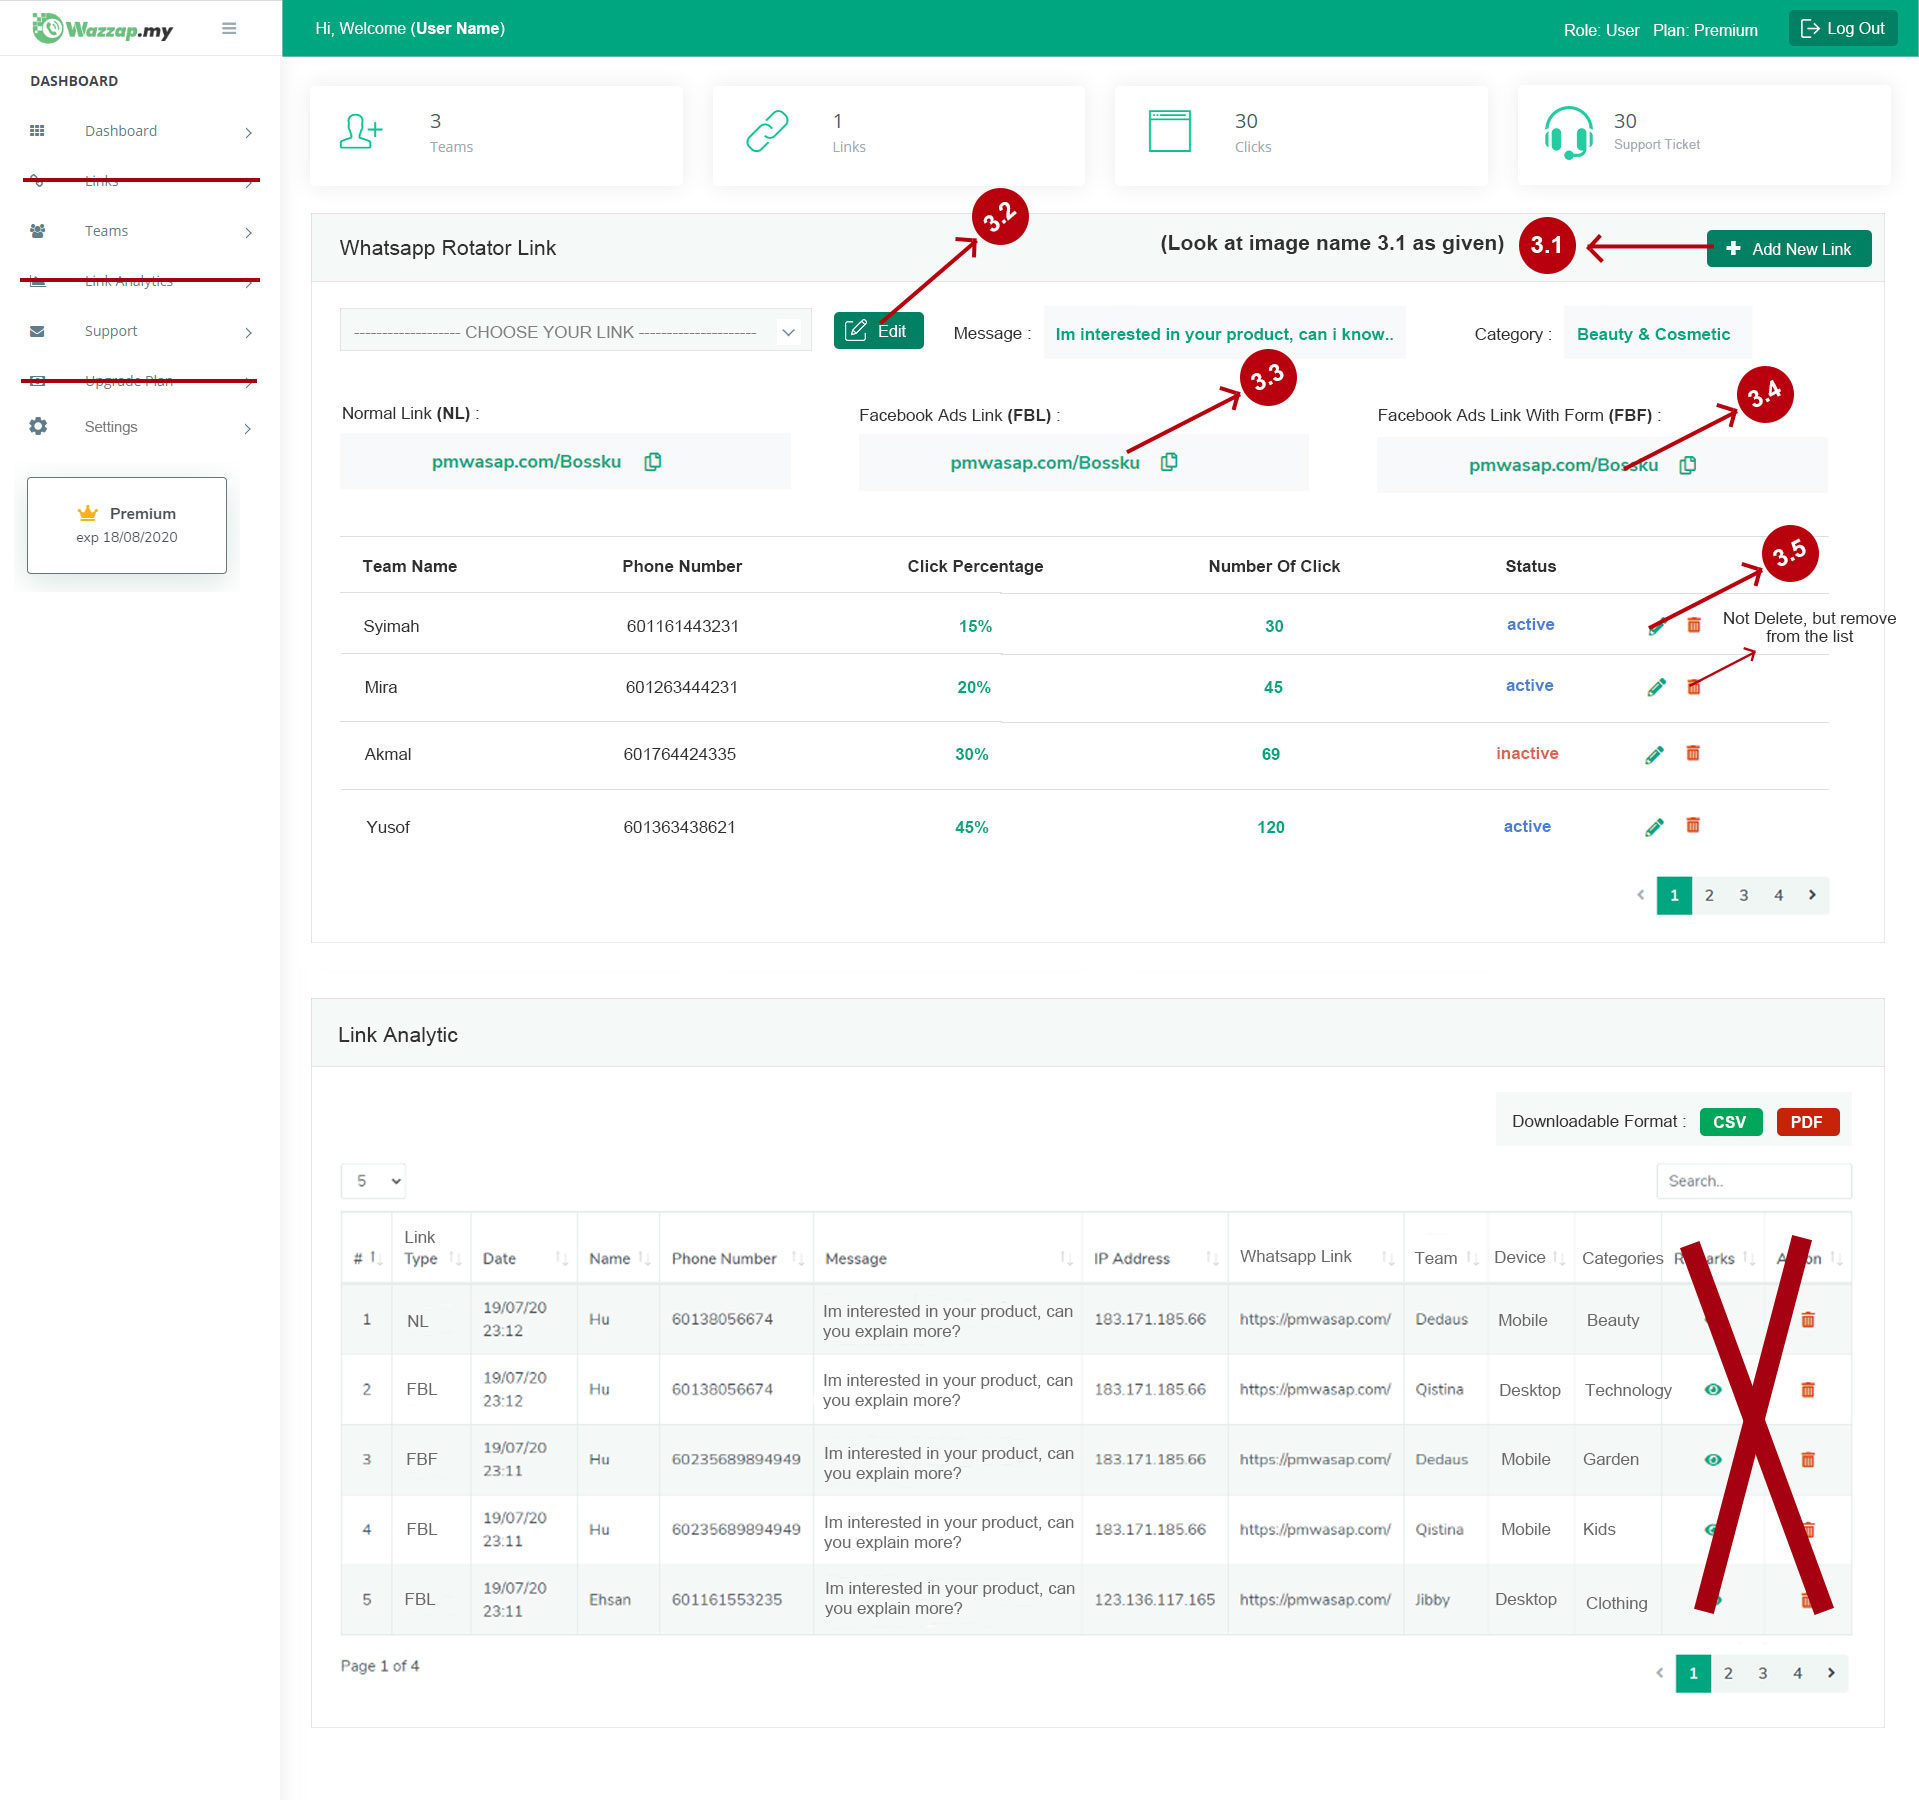 Wazzap.my
Hi, Welcome (User Name)
Role: User Plan: Premium
Log Out
DASHBOARD
Dashboard
Links
Teams
Link Analytics
Support
Upgrade Plan
Settings
Premium
exp 18/08/2020
3
Teams
1
Links
30
Clicks
30
Support Ticket
Whatsapp Rotator Link
3.2
(Look at image name 3.1 as given)
3.1
Add New Link
------------------- CHOOSE YOUR LINK ---------------------
Edit
Message :
Im interested in your product, can i know..
Category :
Beauty & Cosmetic
3.3
3.4
Normal Link (NL) :
Facebook Ads Link (FBL) :
Facebook Ads Link With Form (FBF) :
pmwasap.com/Bossku
pmwasap.com/Bossku
pmwasap.com/Bossku
3.5
Team Name Phone Number Click Percentage Number Of Click Status
Syimah 601161443231 15% 30 active
Not Delete, but remove
from the list
Mira 601263444231 20% 45 active
Akmal 601764424335 30% 69 inactive
Yusof 601363438621 45% 120 active
1 2 3 4
Link Analytic
Downloadable Format : CSV PDF
5
Search..
# Link Type Date Name Phone Number Message IP Address Whatsapp Link Team Device Categories
1 NL 19/07/20 23:12 Hu 60138056674 Im interested in your product, can you explain more? 183.171.185.66 https://pmwasap.com/ Dedaus Mobile Beauty
2 FBL 19/07/20 23:12 Hu 60138056674 Im interested in your product, can you explain more? 183.171.185.66 https://pmwasap.com/ Qistina Desktop Technology
3 FBF 19/07/20 23:11 Hu 60235689894949 Im interested in your product, can you explain more? 183.171.185.66 https://pmwasap.com/ Dedaus Mobile Garden
4 FBL 19/07/20 23:11 Hu 60235689894949 Im interested in your product, can you explain more? 183.171.185.66 https://pmwasap.com/ Qistina Mobile Kids
5 FBL 19/07/20 23:11 Ehsan 601161553235 Im interested in your product, can you explain more? 123.136.117.165 https://pmwasap.com/ Jibby Desktop Clothing
Page 1 of 4
1 2 3 4